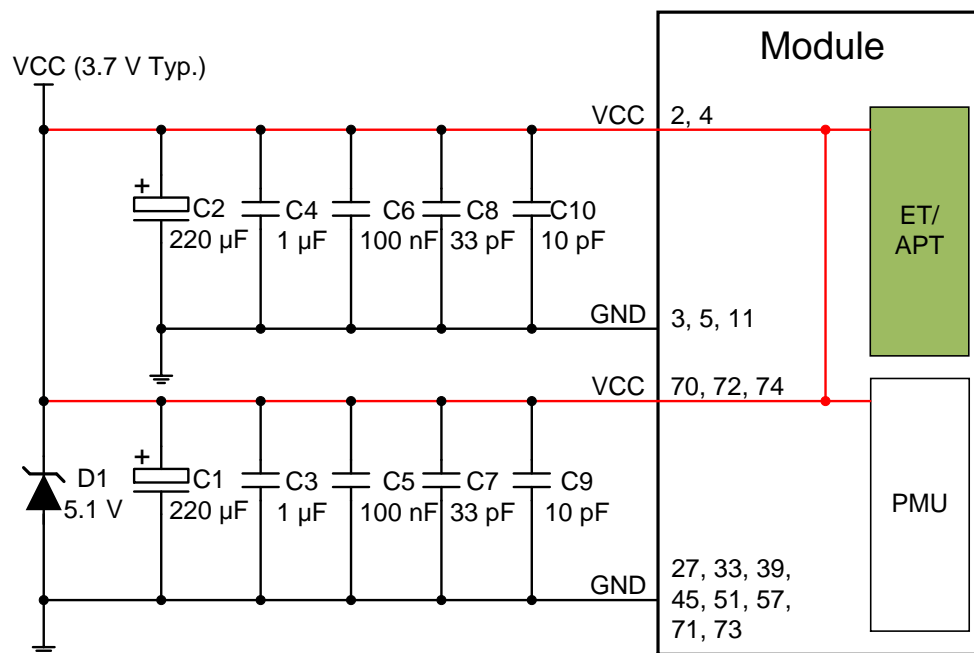 Module
VCC (3.7 V Typ.)
VCC 2, 4
+
C2 C4 C6 C8 C10
220 µF 1 µF 100 nF 33 pF 10 pF
ET/
APT
GND 3, 5, 11
VCC 70, 72, 74
+
D1 C1 C3 C5 C7 C9
5.1 V 220 µF 1 µF 100 nF 33 pF 10 pF
PMU
GND 27, 33, 39,
45, 51, 57,
71, 73